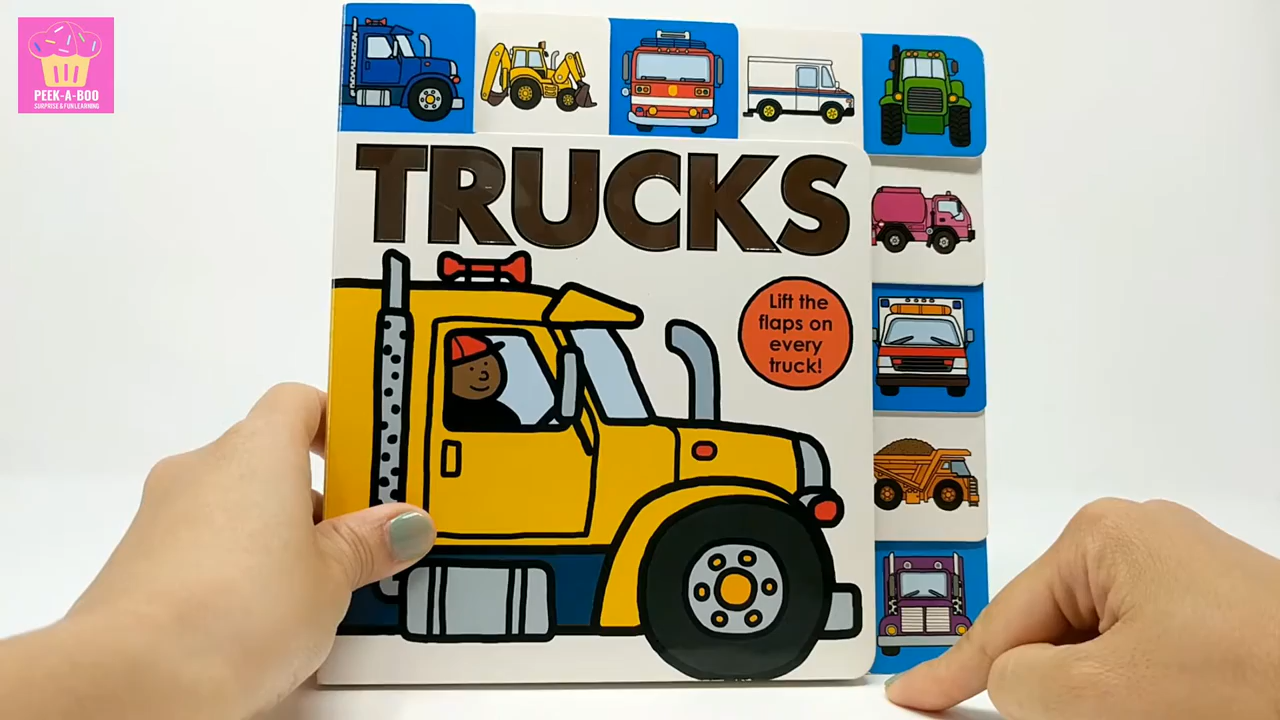 PEEK-A-BOO
SURPRISE & FUN LEARNING
TRUCKS
Lift the
flaps on
every
truck!